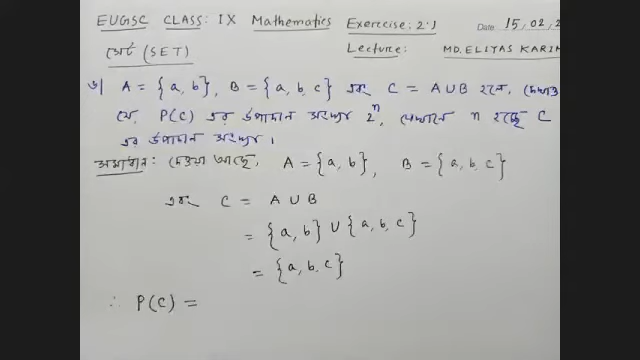 EUGSC CLASS: IX Mathematics Exercise: 2.1 Date 15,02,2
সেট (SET) Lecture: MD. ELIYAS KARIM
৬। A = {a, b}, B = {a, b, c} এবং C = A ∪ B হলে, দেখাও
যে, P(C) এর উপাদান সংখ্যা 2ⁿ, যেখানে n হচ্ছে C
এর উপাদান সংখ্যা।
সমাধান: দেওয়া আছে, A = {a, b}, B = {a, b, c}
এবং C = A ∪ B
= {a, b} ∪ {a, b, c}
= {a, b, c}
∴ P(C) =